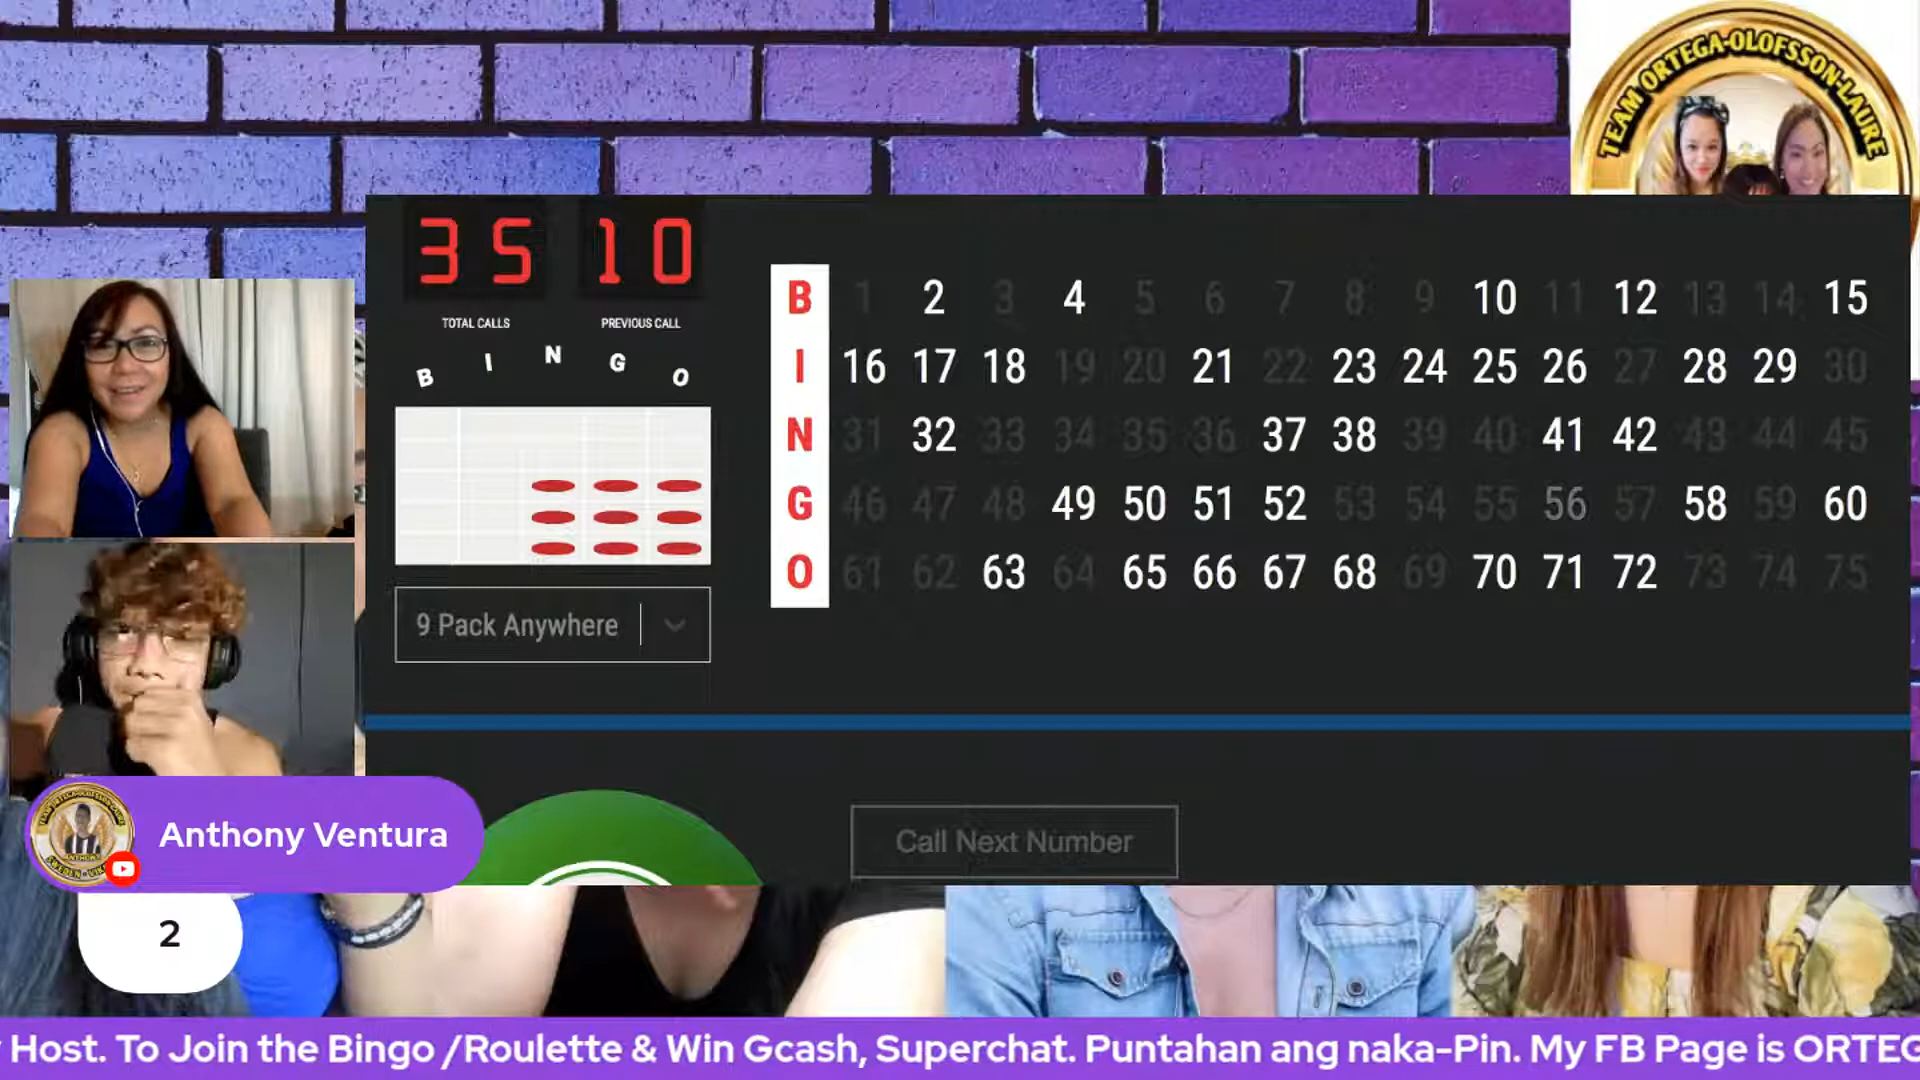 TEAM ORTEGA-OLOFSSON-LAURE
35 10
TOTAL CALLS PREVIOUS CALL
B I N G O
9 Pack Anywhere
B 1 2 3 4 5 6 7 8 9 10 11 12 13 14 15
I 16 17 18 19 20 21 22 23 24 25 26 27 28 29 30
N 31 32 33 34 35 36 37 38 39 40 41 42 43 44 45
G 46 47 48 49 50 51 52 53 54 55 56 57 58 59 60
O 61 62 63 64 65 66 67 68 69 70 71 72 73 74 75
Call Next Number
Anthony Ventura
2
Host. To Join the Bingo /Roulette & Win Gcash, Superchat. Puntahan ang naka-Pin. My FB Page is ORTEG